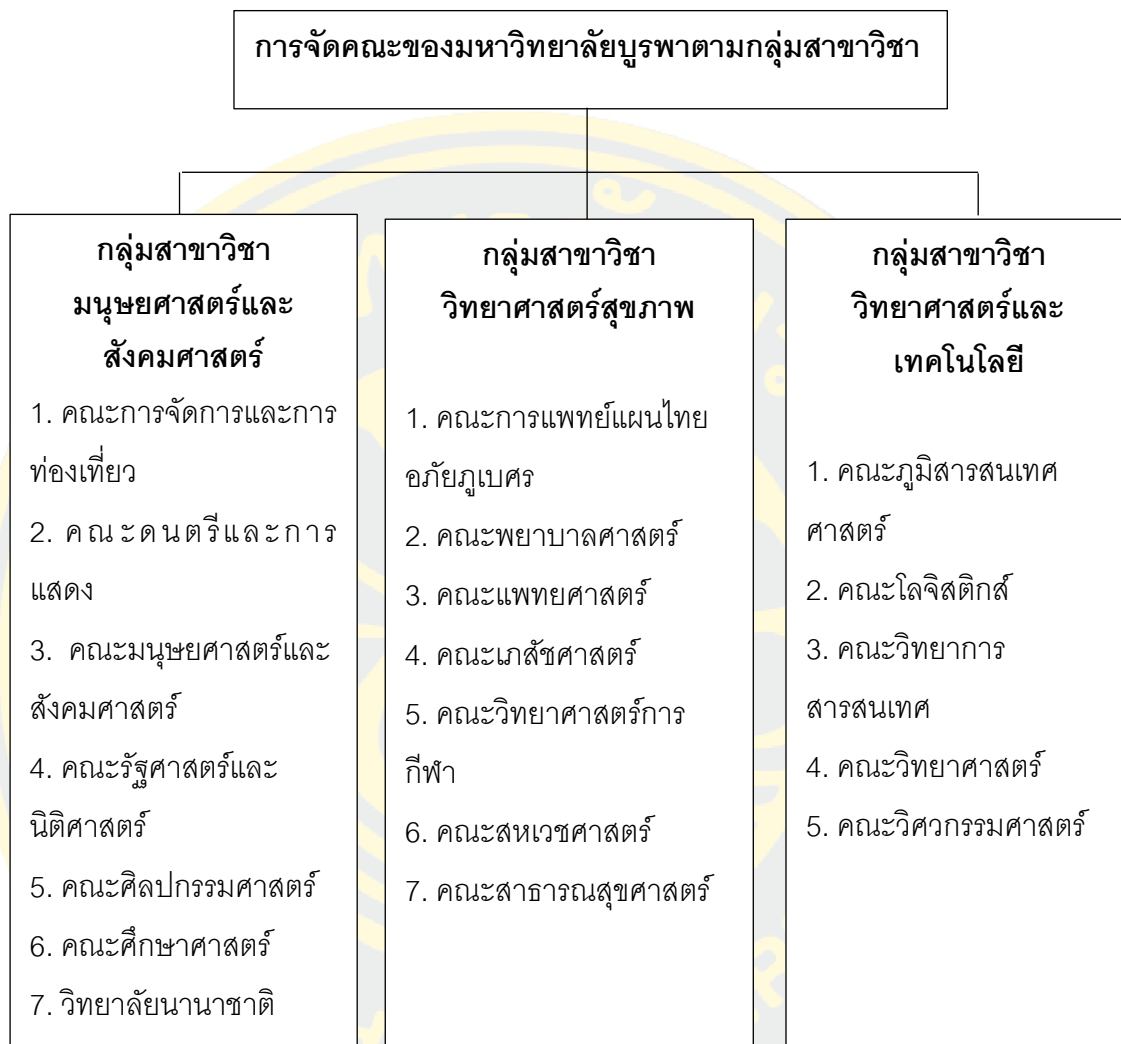 การจัดคณะของมหาวิทยาลัยบูรพาตามกลุ่มสาขาวิชา
กลุ่มสาขาวิชา
มนุษยศาสตร์และ
สังคมศาสตร์
1. คณะการจัดการและการ
ท่องเที่ยว
2. คณะดนตรีและการ
แสดง
3. คณะมนุษยศาสตร์และ
สังคมศาสตร์
4. คณะรัฐศาสตร์และ
นิติศาสตร์
5. คณะศิลปกรรมศาสตร์
6. คณะศึกษาศาสตร์
7. วิทยาลัยนานาชาติ
กลุ่มสาขาวิชา
วิทยาศาสตร์สุขภาพ
1. คณะการแพทย์แผนไทย
อภัยภูเบศร
2. คณะพยาบาลศาสตร์
3. คณะแพทยศาสตร์
4. คณะเภสัชศาสตร์
5. คณะวิทยาศาสตร์การ
กีฬา
6. คณะสหเวชศาสตร์
7. คณะสาธารณสุขศาสตร์
กลุ่มสาขาวิชา
วิทยาศาสตร์และ
เทคโนโลยี
1. คณะภูมิสารสนเทศ
ศาสตร์
2. คณะโลจิสติกส์
3. คณะวิทยาการ
สารสนเทศ
4. คณะวิทยาศาสตร์
5. คณะวิศวกรรมศาสตร์